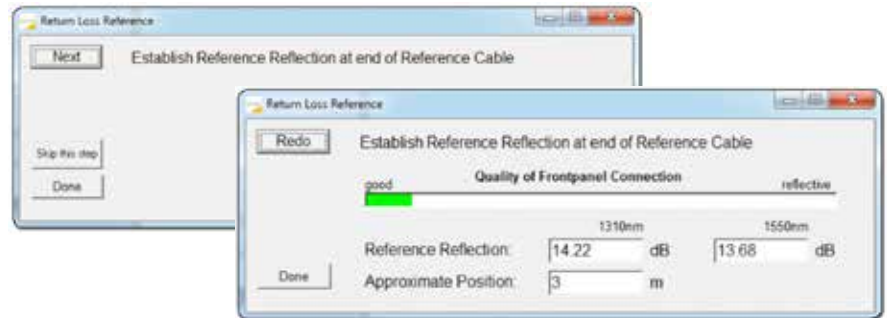 Return Loss Reference
Next
Establish Reference Reflection at end of Reference Cable
Skip this step
Done
Return Loss Reference
Redo
Establish Reference Reflection at end of Reference Cable
Quality of Frontpanel Connection
good reflective
1310nm 1550nm
Reference Reflection: 14.22 dB 13.68 dB
Done
Approximate Position: 3 m